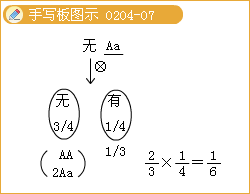 手写板图示 0204-07
无 Aa
⊗
无 有
3/4 1/4
AA 1/3
2Aa
2/3 × 1/4 = 1/6